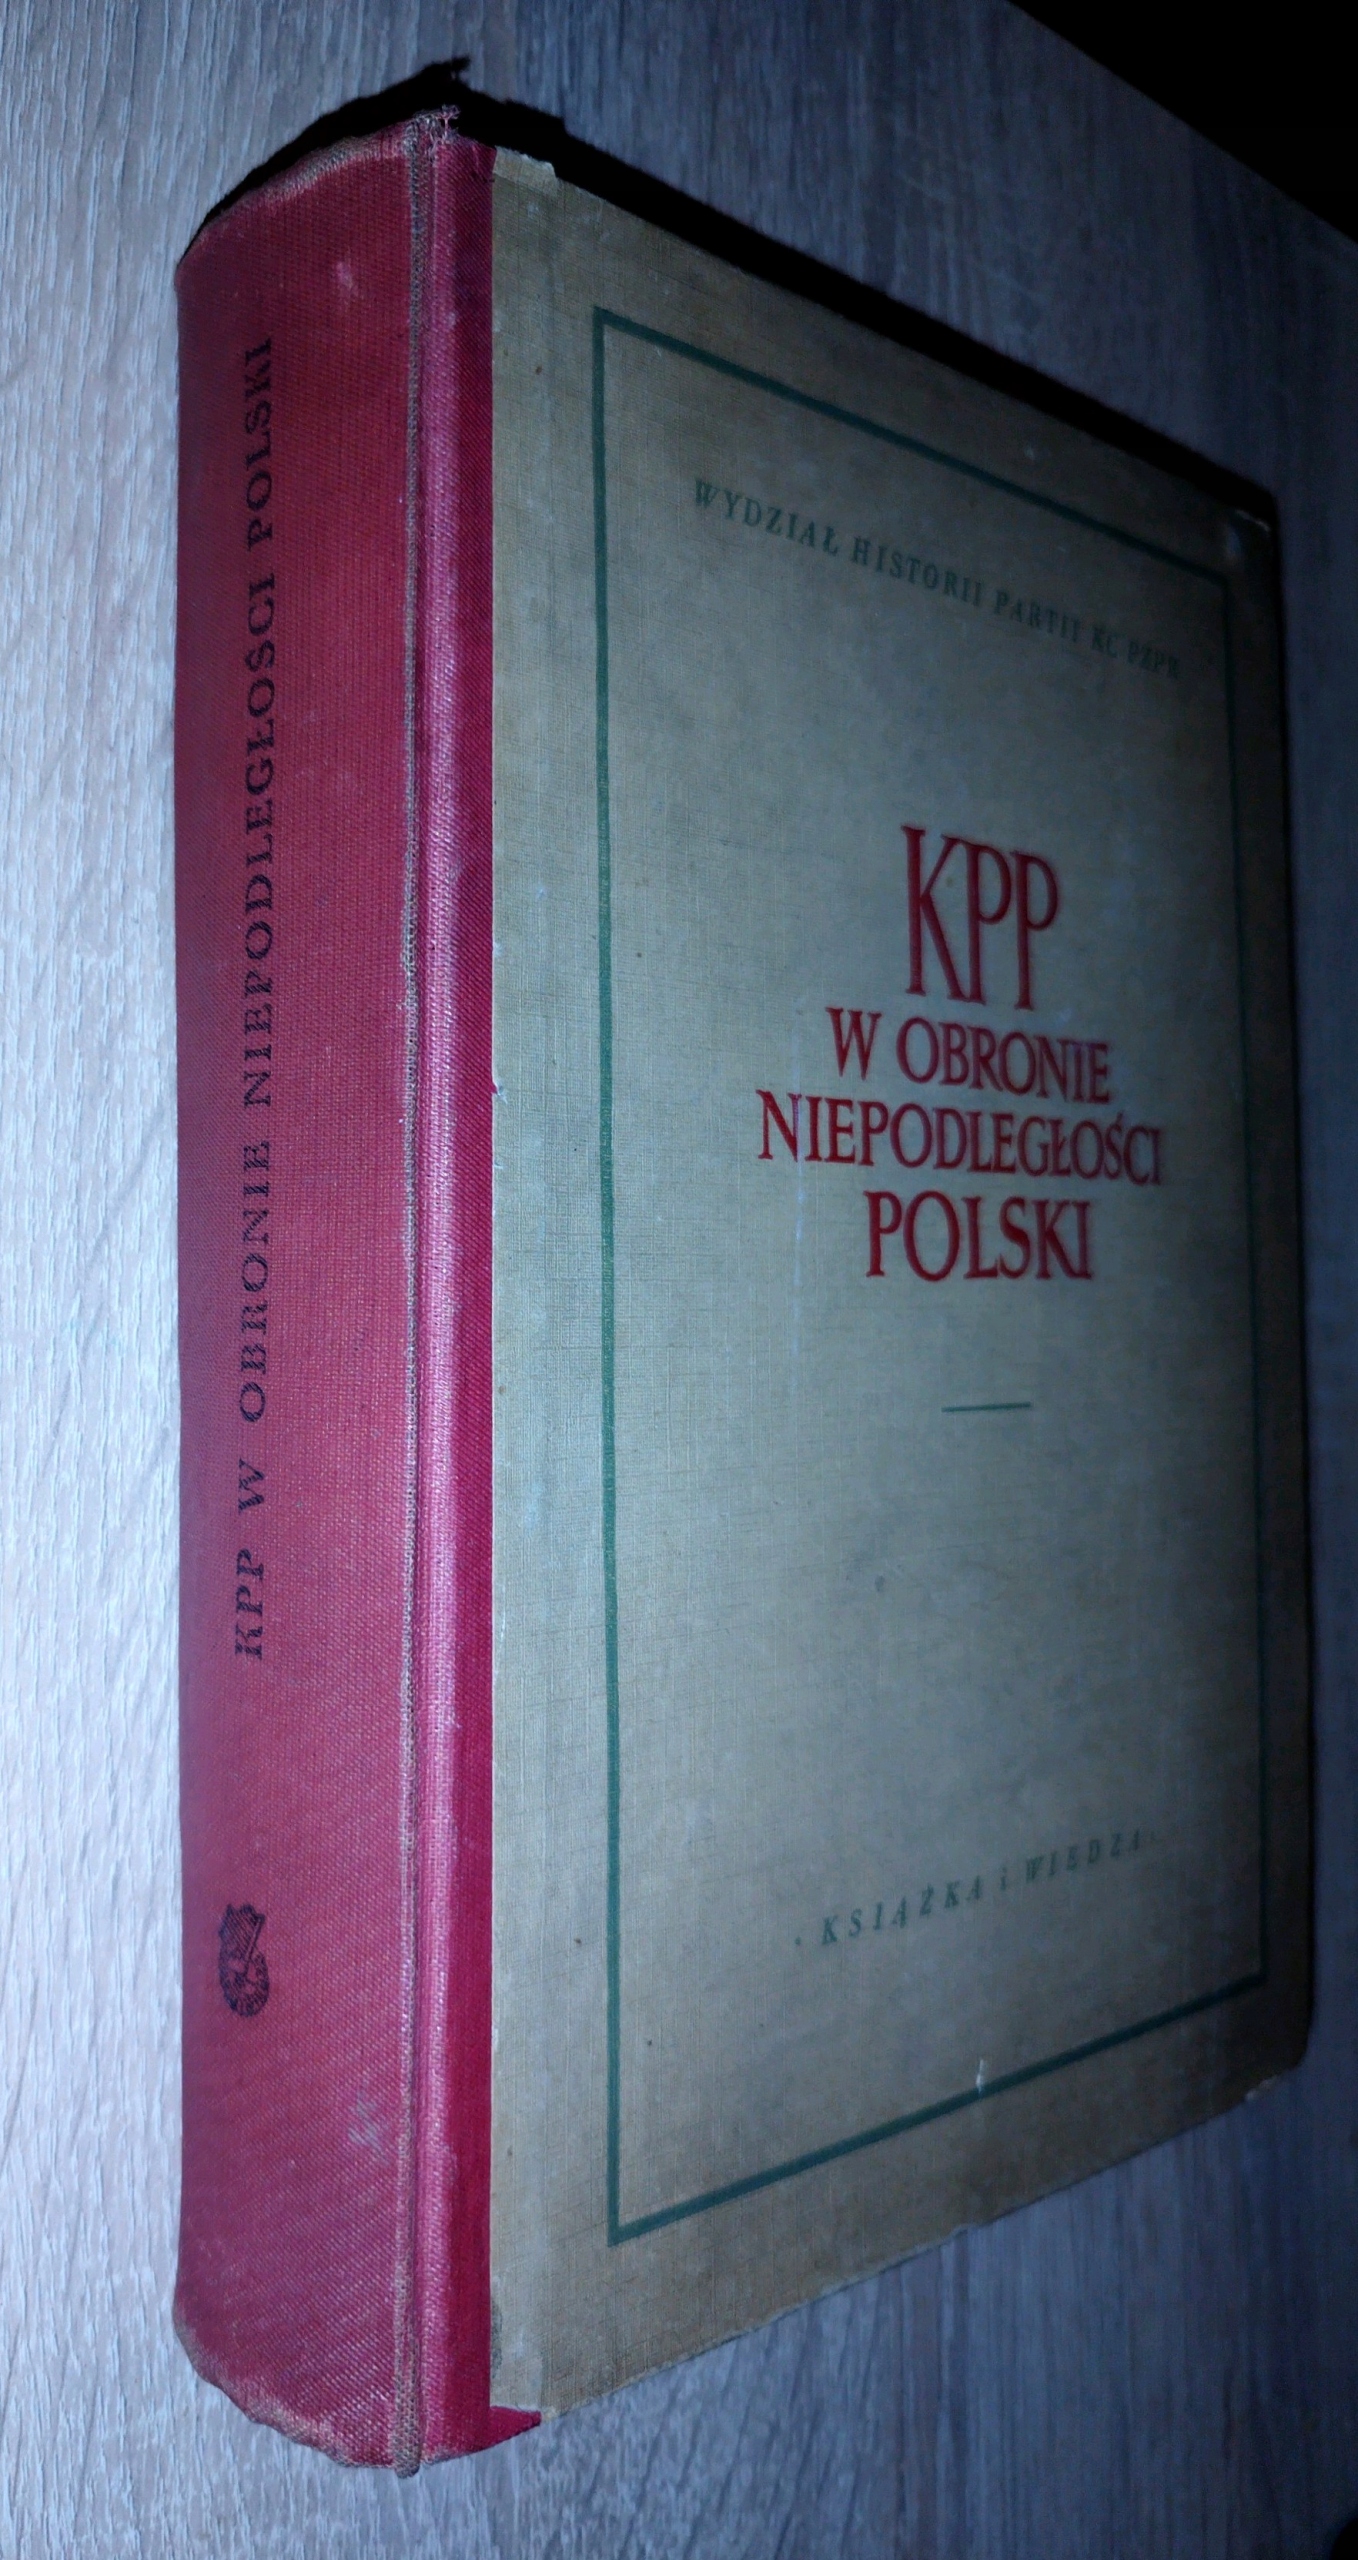 KPP W OBRONIE NIEPODLEGŁOŚCI POLSKI
WYDZIAŁ HISTORII PARTII KC PZPR
KPP
W OBRONIE
NIEPODLEGŁOŚCI
POLSKI
KSIĄŻKA i WIEDZA